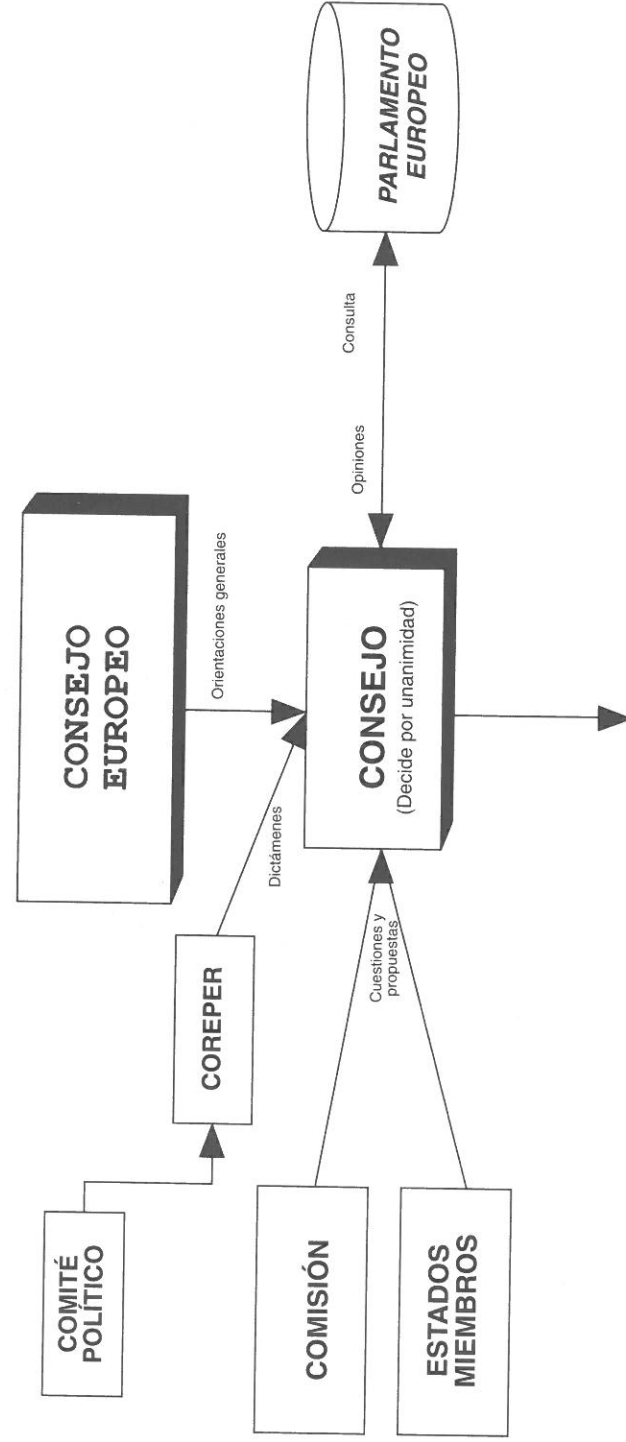 CONSEJO
EUROPEO
COMITÉ
POLÍTICO
COREPER
Orientaciones generales
Dictámenes
COMISIÓN
ESTADOS
MIEMBROS
Cuestiones y
propuestas
CONSEJO
(Decide por unanimidad)
Opiniones
Consulta
PARLAMENTO
EUROPEO